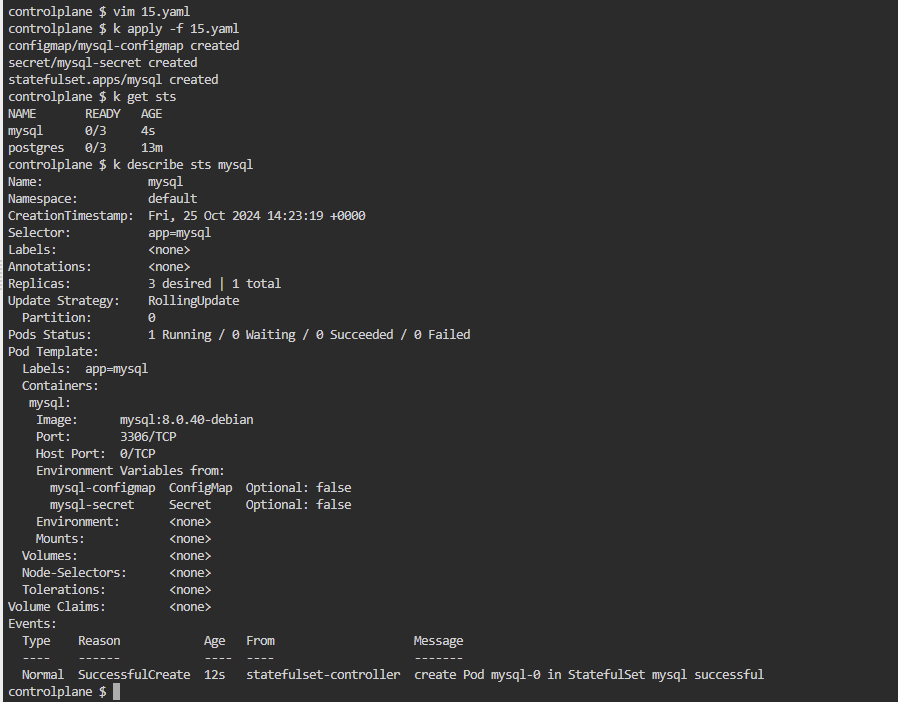 controlplane $ vim 15.yaml
controlplane $ k apply -f 15.yaml
configmap/mysql-configmap created
secret/mysql-secret created
statefulset.apps/mysql created
controlplane $ k get sts
NAME       READY   AGE
mysql      0/3     4s
postgres   0/3     13m
controlplane $ k describe sts mysql
Name:               mysql
Namespace:          default
CreationTimestamp:  Fri, 25 Oct 2024 14:23:19 +0000
Selector:           app=mysql
Labels:             <none>
Annotations:        <none>
Replicas:           3 desired | 1 total
Update Strategy:    RollingUpdate
  Partition:        0
Pods Status:        1 Running / 0 Waiting / 0 Succeeded / 0 Failed
Pod Template:
  Labels:  app=mysql
  Containers:
   mysql:
    Image:      mysql:8.0.40-debian
    Port:       3306/TCP
    Host Port:  0/TCP
    Environment Variables from:
      mysql-configmap  ConfigMap  Optional: false
      mysql-secret     Secret     Optional: false
    Environment:       <none>
    Mounts:            <none>
  Volumes:             <none>
  Node-Selectors:      <none>
  Tolerations:         <none>
Volume Claims:         <none>
Events:
  Type    Reason            Age   From                    Message
  ----    ------            ----  ----                    -------
  Normal  SuccessfulCreate  12s   statefulset-controller  create Pod mysql-0 in StatefulSet mysql successful
controlplane $